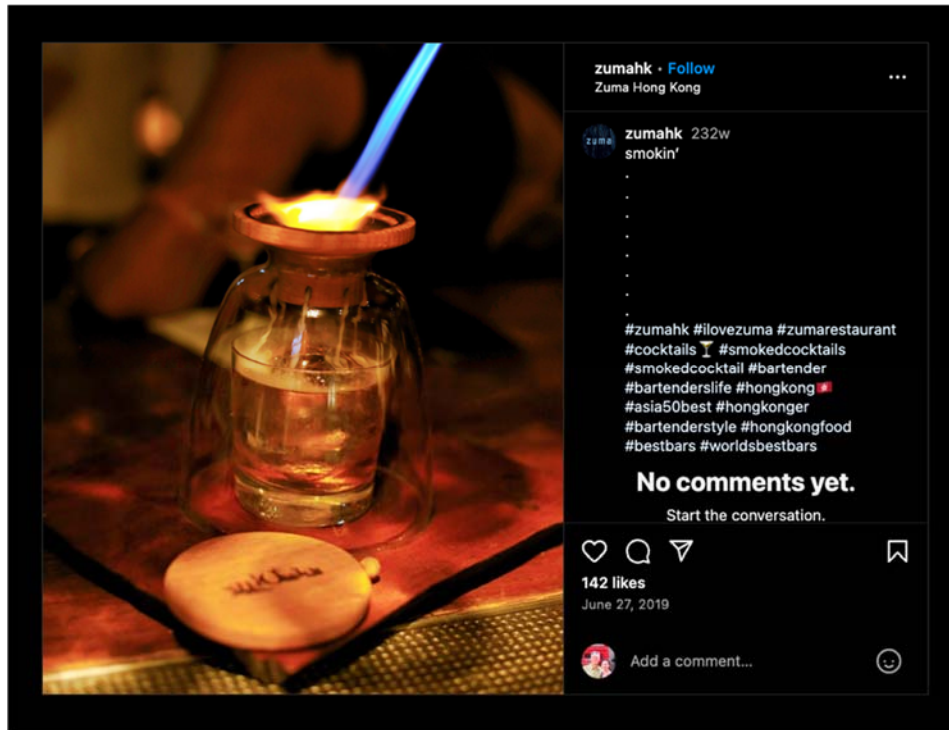 zumahk • Follow
Zuma Hong Kong
zuma
zumahk 232w
smokin’
.
.
.
.
.
.
.
.
#zumahk #ilovezuma #zumarestaurant
#cocktails🍸 #smokedcocktails
#smokedcocktail #bartender
#bartenderslife #hongkong🇭🇰
#asia50best #hongkonger
#bartenderstyle #hongkongfood
#bestbars #worldsbestbars
No comments yet.
Start the conversation.
142 likes
June 27, 2019
Add a comment...